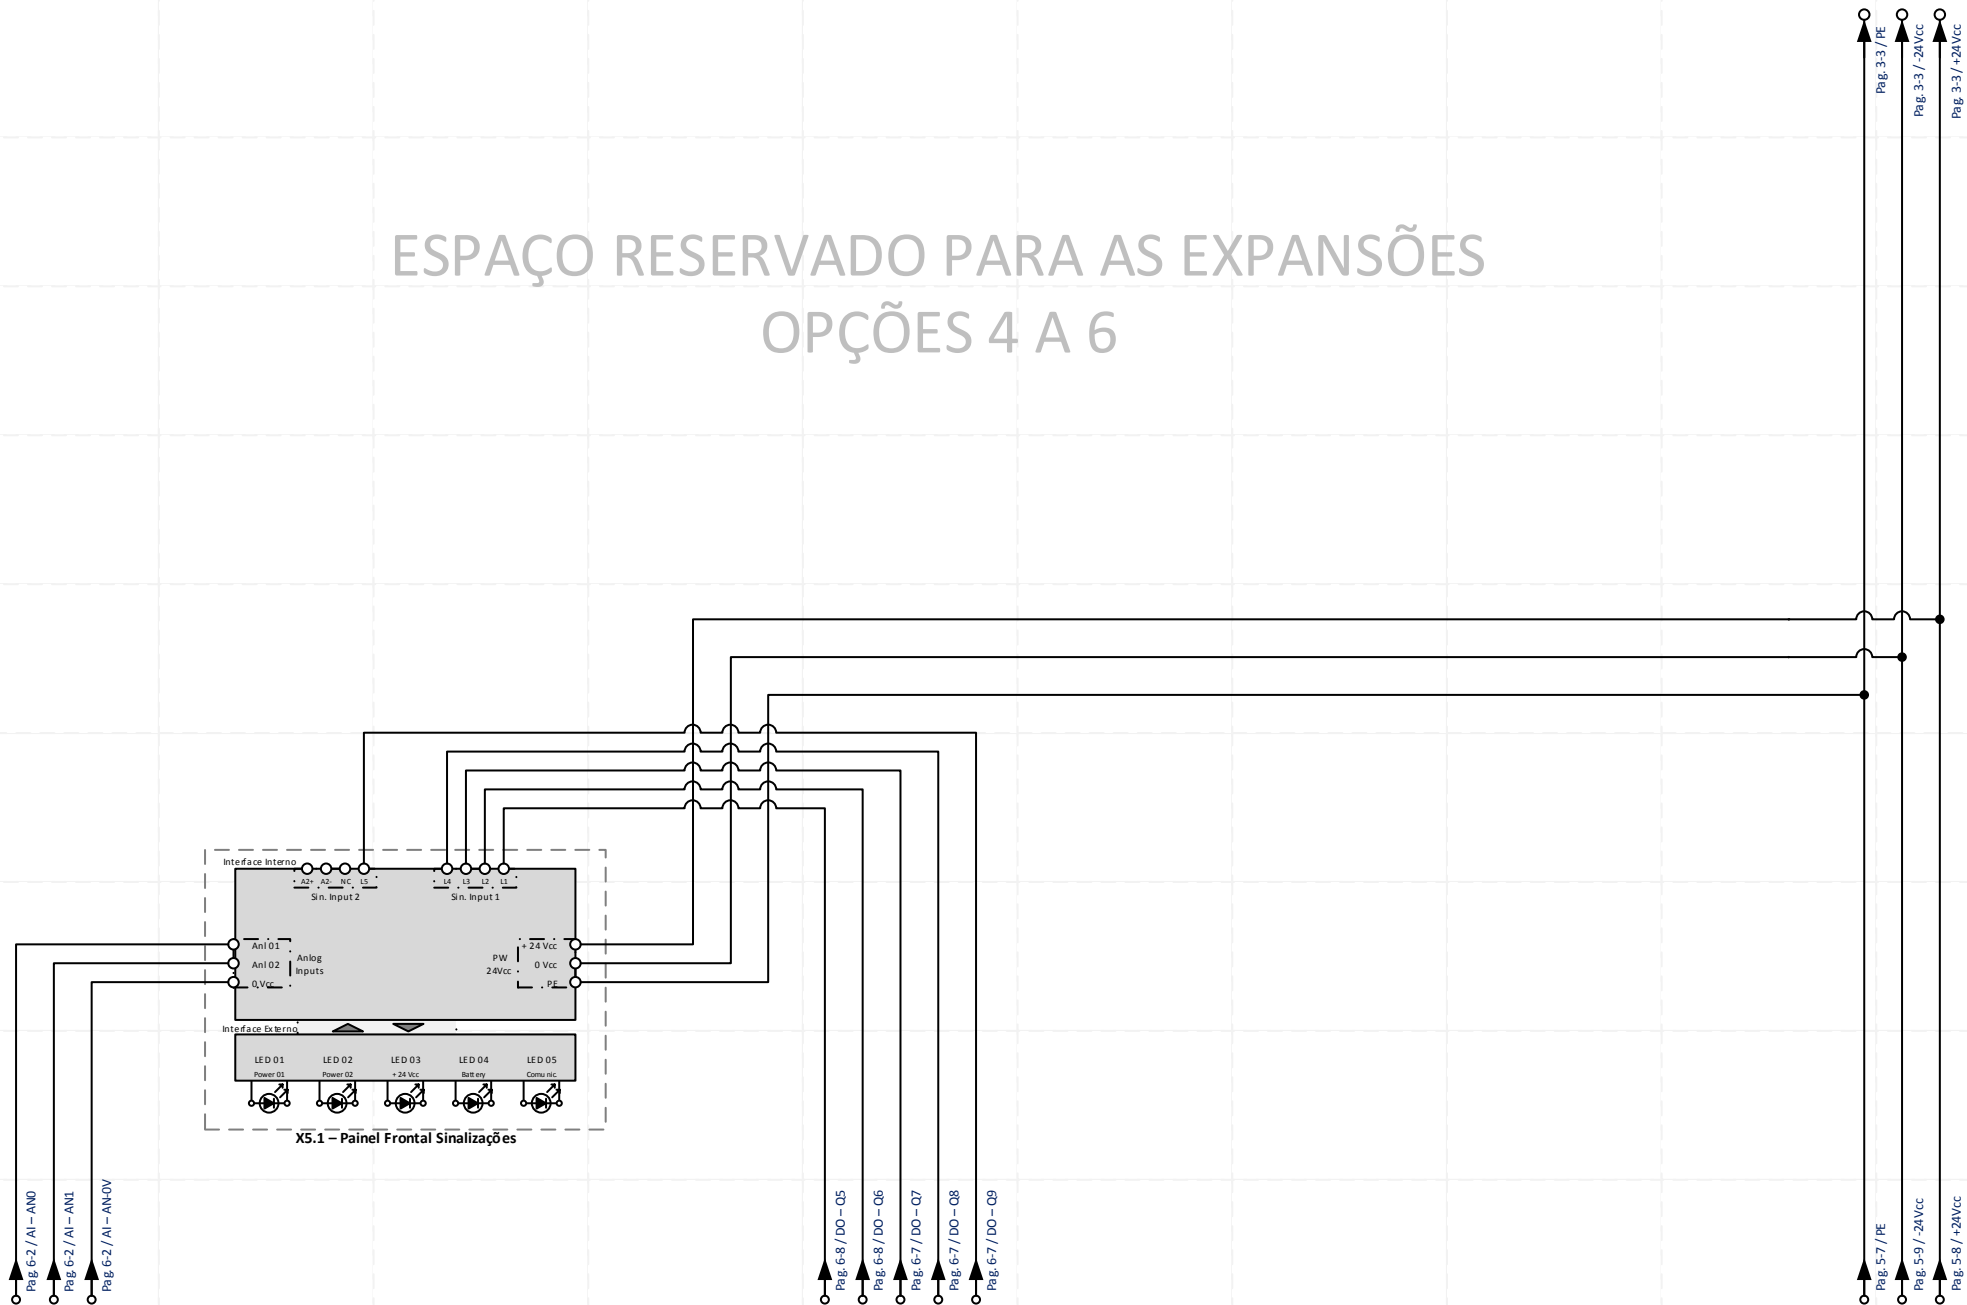 Pag. 3-3 / PE
Pag. 3-3 / -24Vcc
Pag. 3-3 / +24Vcc
ESPAÇO RESERVADO PARA AS EXPANSÕES
OPÇÕES 4 A 6
Interface Interno
A2+ A2- NC L5
L4 L3 L2 L1
Sin. Input 2
Sin. Input 1
Anl 01
Anl 02
0 Vcc
Anlog
Inputs
PW
24Vcc
+ 24 Vcc
0 Vcc
PE
Interface Externo
LED 01
Power 01
LED 02
Power 02
LED 03
+ 24 Vcc
LED 04
Battery
LED 05
Comunic.
X5.1 – Painel Frontal Sinalizações
Pag. 6-2 / AI – AN0
Pag. 6-2 / AI – AN1
Pag. 6-2 / AI – AN-0V
Pag. 6-8 / DO – Q5
Pag. 6-8 / DO – Q6
Pag. 6-7 / DO – Q7
Pag. 6-7 / DO – Q8
Pag. 6-7 / DO – Q9
Pag. 5-7 / PE
Pag. 5-9 / -24Vcc
Pag. 5-8 / +24Vcc